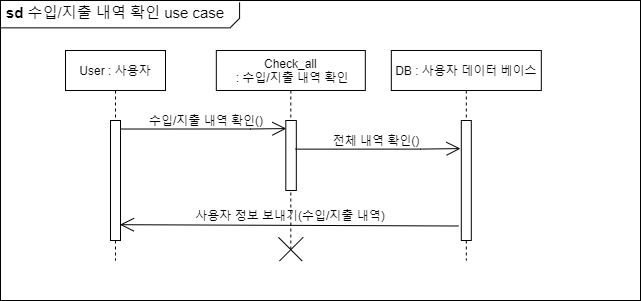 sd 수입/지출 내역 확인 use case
User : 사용자
Check_all
: 수입/지출 내역 확인
DB : 사용자 데이터 베이스
수입/지출 내역 확인()
전체 내역 확인()
사용자 정보 보내기(수입/지출 내역)